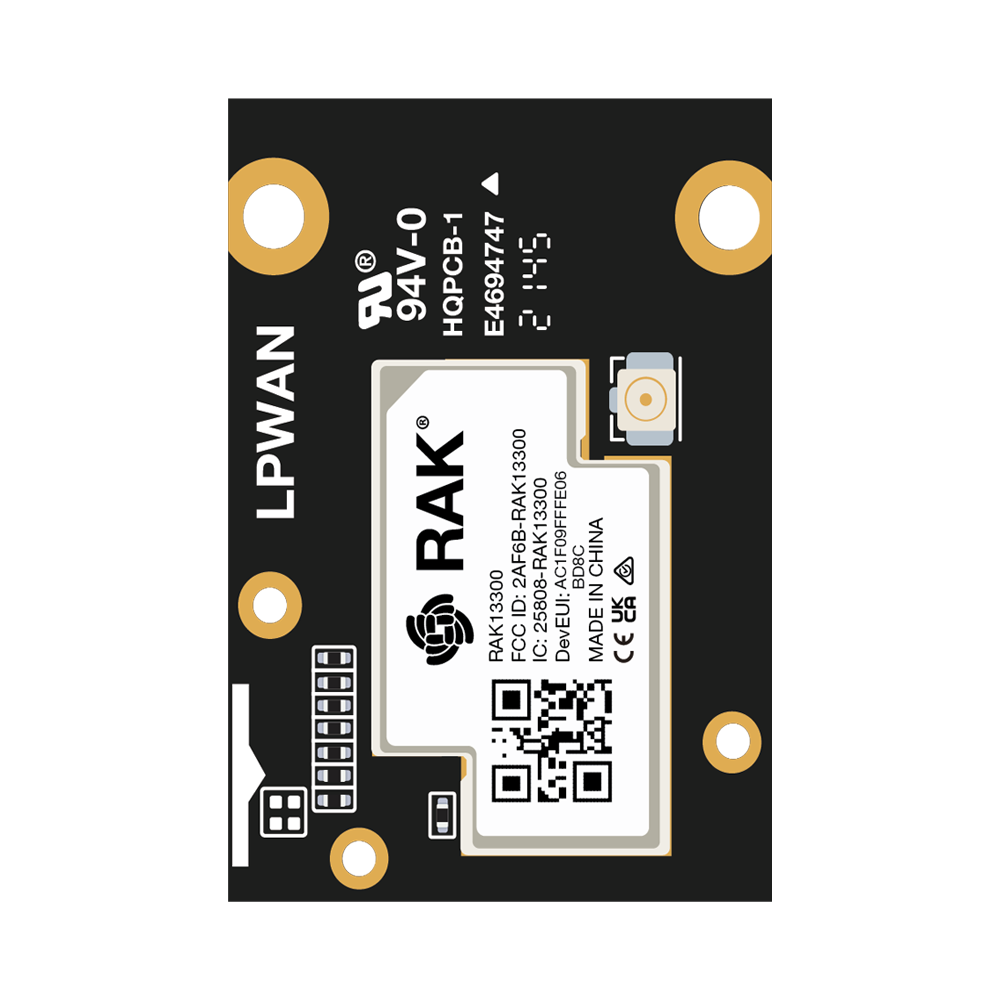 LPWAN
94V-0
HQPCB-1
E4694747
2145
RAK®
RAK13300
FCC ID: 2AF6B-RAK13300
IC: 25808-RAK13300
DevEUI: AC1F09FFFE06
BD8C
MADE IN CHINA
CE UK CA